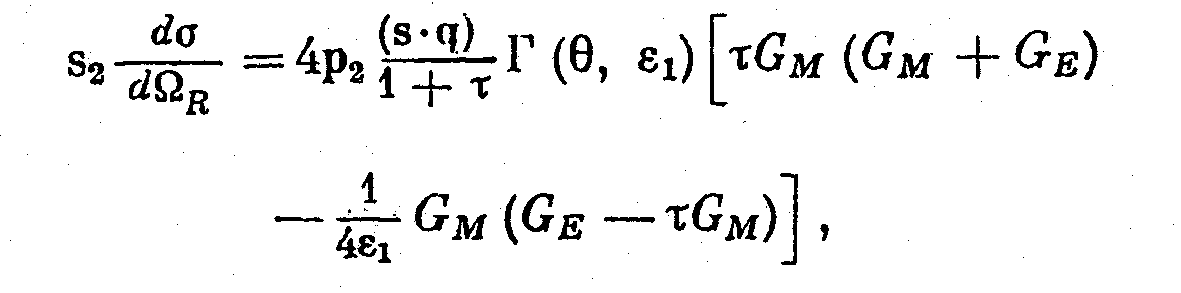 s₂ dσ/dΩ_R = 4p₂ (s·q)/(1 + τ) Γ (θ, ε₁) [τG_M (G_M + G_E)
− 1/(4ε₁) G_M (G_E − τG_M)],